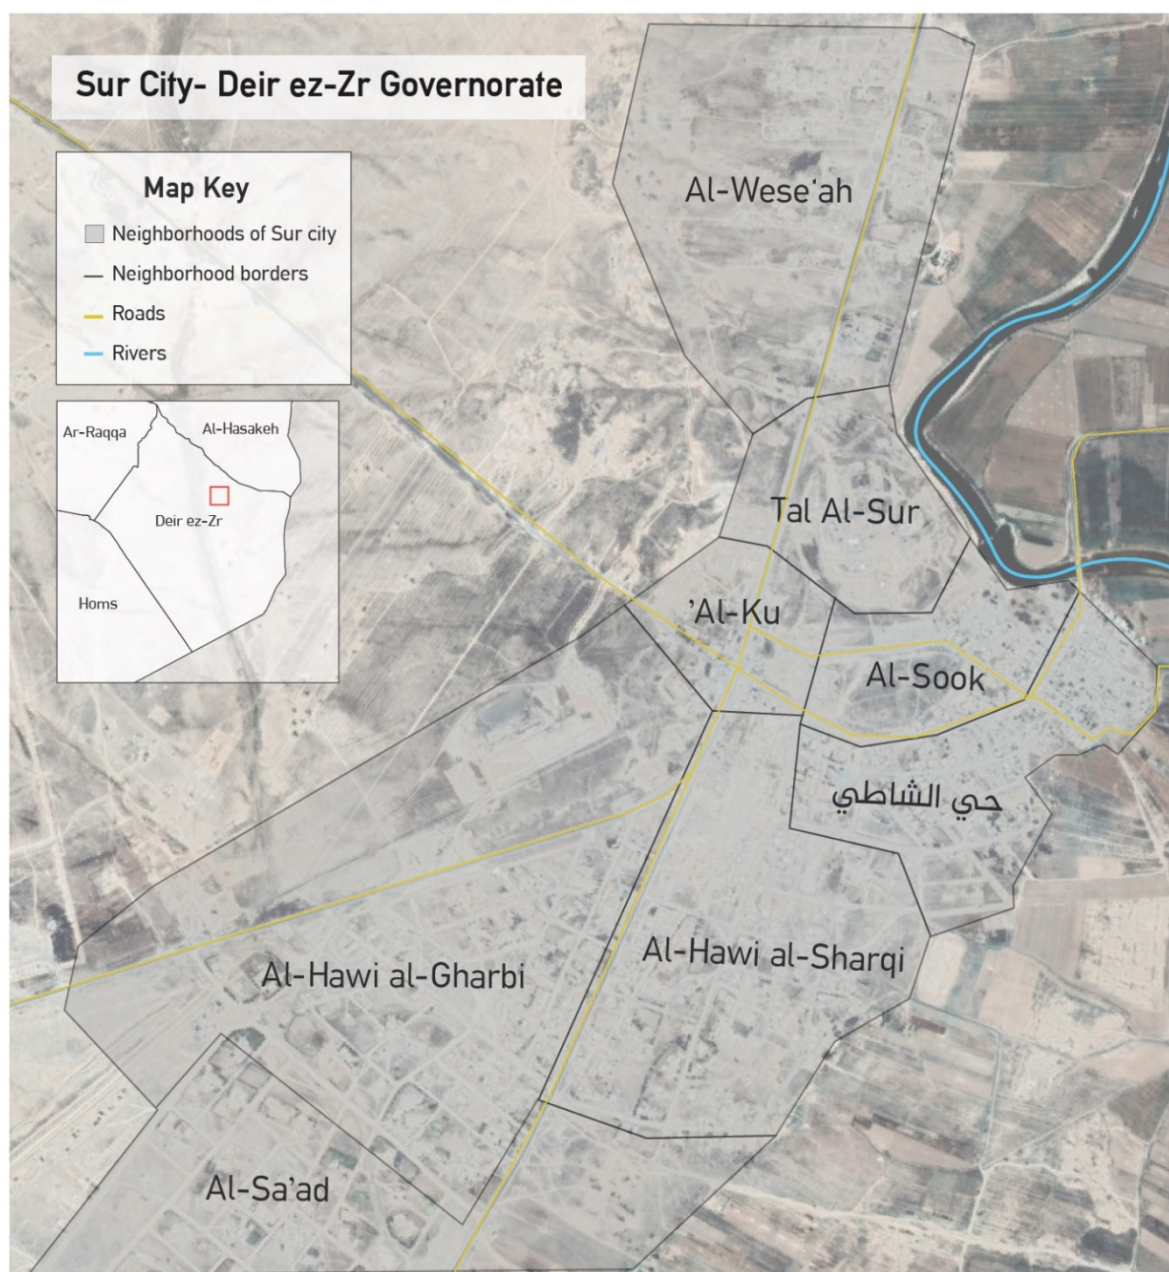 Sur City- Deir ez-Zr Governorate
Map Key
Neighborhoods of Sur city
Neighborhood borders
Roads
Rivers
Ar-Raqqa
Al-Hasakeh
Deir ez-Zr
Homs
Al-Wese‘ah
Tal Al-Sur
’Al-Ku
Al-Sook
حي الشاطي
Al-Hawi al-Sharqi
Al-Hawi al-Gharbi
Al-Sa’ad